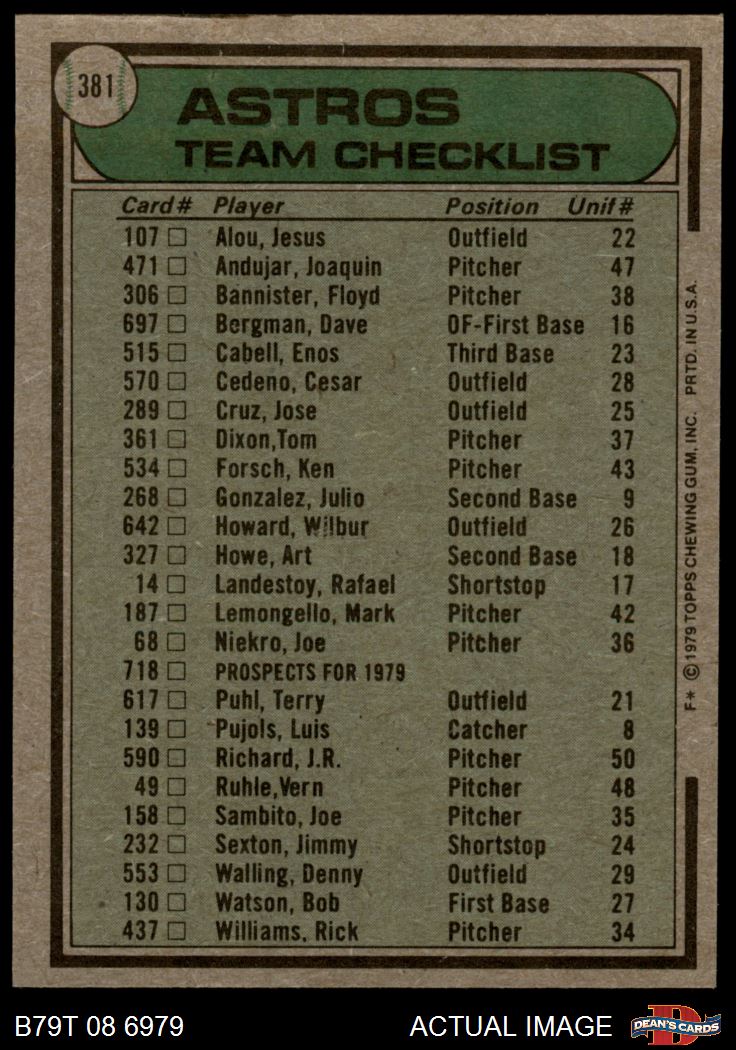 381
ASTROS
TEAM CHECKLIST
Card# Player Position Unif#
107 Alou, Jesus Outfield 22
471 Andujar, Joaquin Pitcher 47
306 Bannister, Floyd Pitcher 38
697 Bergman, Dave OF-First Base 16
515 Cabell, Enos Third Base 23
570 Cedeno, Cesar Outfield 28
289 Cruz, Jose Outfield 25
361 Dixon,Tom Pitcher 37
534 Forsch, Ken Pitcher 43
268 Gonzalez, Julio Second Base 9
642 Howard, Wilbur Outfield 26
327 Howe, Art Second Base 18
14 Landestoy, Rafael Shortstop 17
187 Lemongello, Mark Pitcher 42
68 Niekro, Joe Pitcher 36
718 PROSPECTS FOR 1979
617 Puhl, Terry Outfield 21
139 Pujols, Luis Catcher 8
590 Richard, J.R. Pitcher 50
49 Ruhle,Vern Pitcher 48
158 Sambito, Joe Pitcher 35
232 Sexton, Jimmy Shortstop 24
553 Walling, Denny Outfield 29
130 Watson, Bob First Base 27
437 Williams, Rick Pitcher 34
F* © 1979 TOPPS CHEWING GUM, INC. PRTD. IN U.S.A.
B79T 08 6979 ACTUAL IMAGE
DEAN'S CARDS